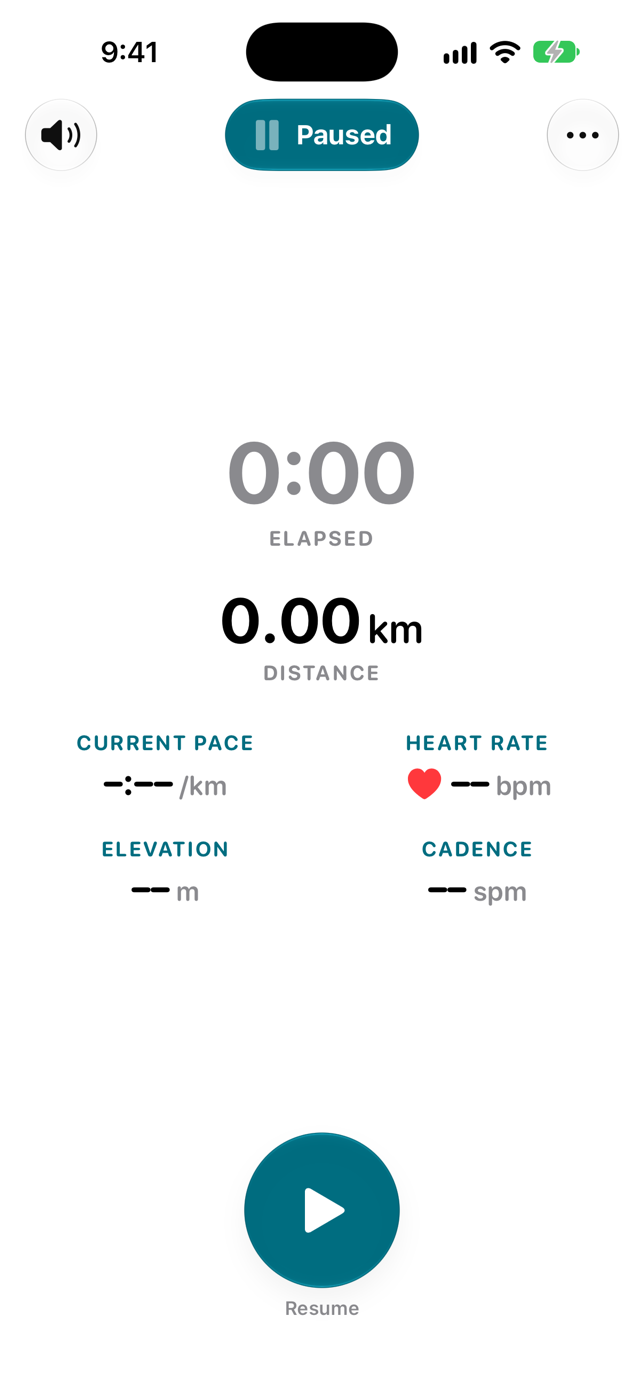 9:41
Paused
0:00
ELAPSED
0.00 km
DISTANCE
CURRENT PACE
–:–– /km
HEART RATE
–– bpm
ELEVATION
–– m
CADENCE
–– spm
Resume